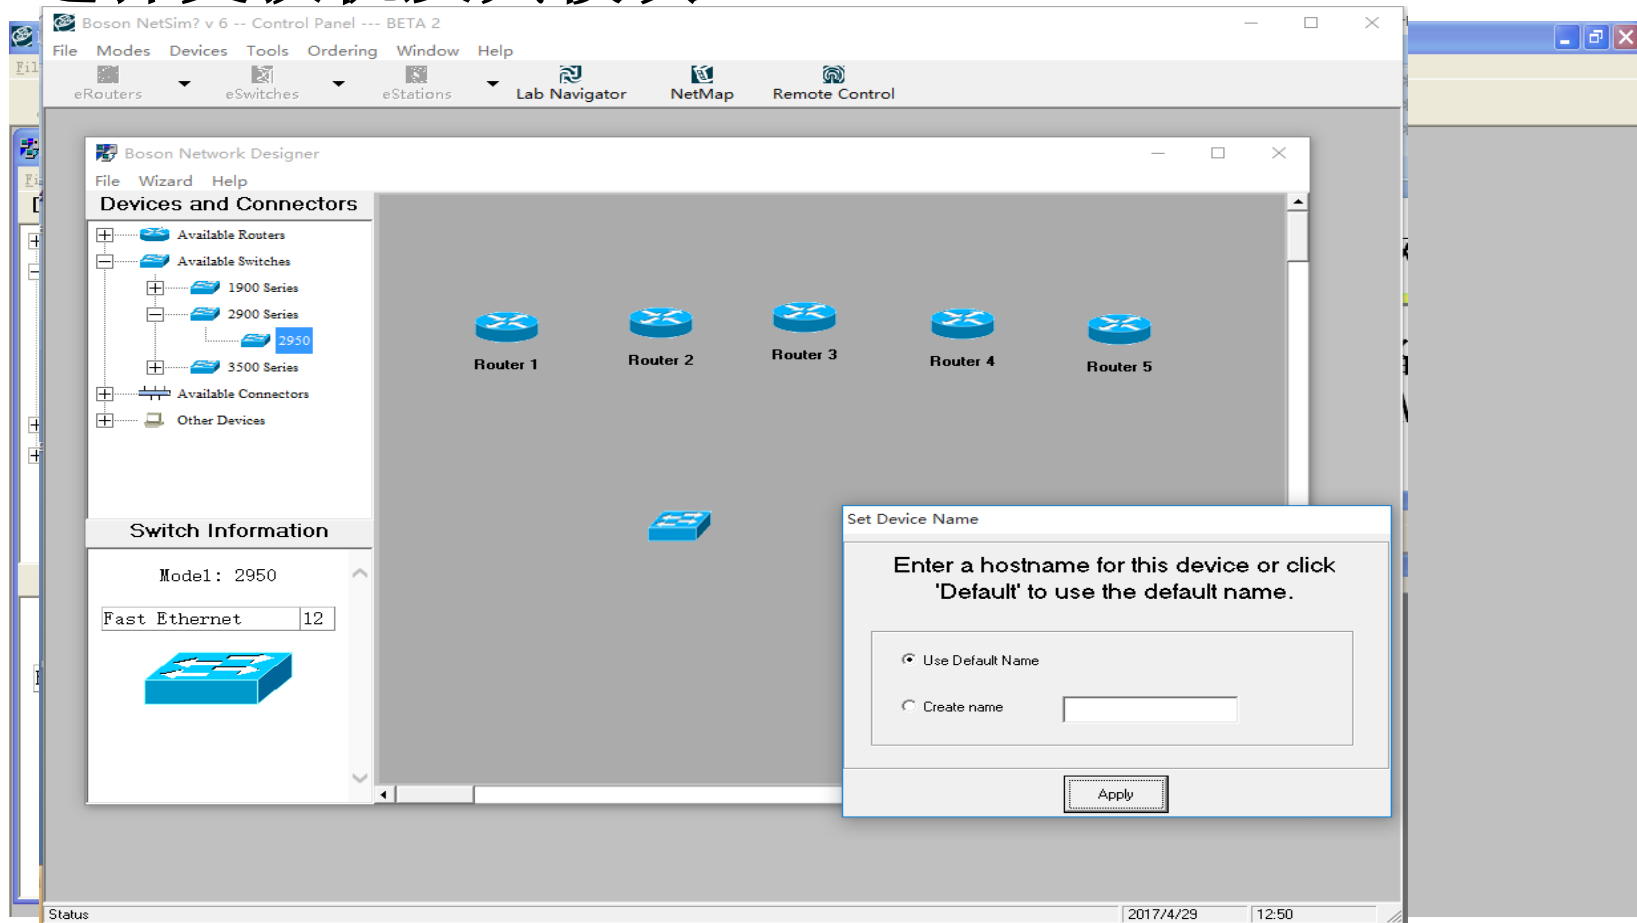 Boson NetSim? v 6 -- Control Panel --- BETA 2
File Modes Devices Tools Ordering Window Help
eRouters eSwitches eStations Lab Navigator NetMap Remote Control
Boson Network Designer
File Wizard Help
Devices and Connectors
Available Routers
Available Switches
1900 Series
2900 Series
2950
3500 Series
Available Connectors
Other Devices
Router 1 Router 2 Router 3 Router 4 Router 5
Switch Information
Model: 2950
Fast Ethernet 12
Set Device Name
Enter a hostname for this device or click
'Default' to use the default name.
Use Default Name
Create name
Apply
Status 2017/4/29 12:50